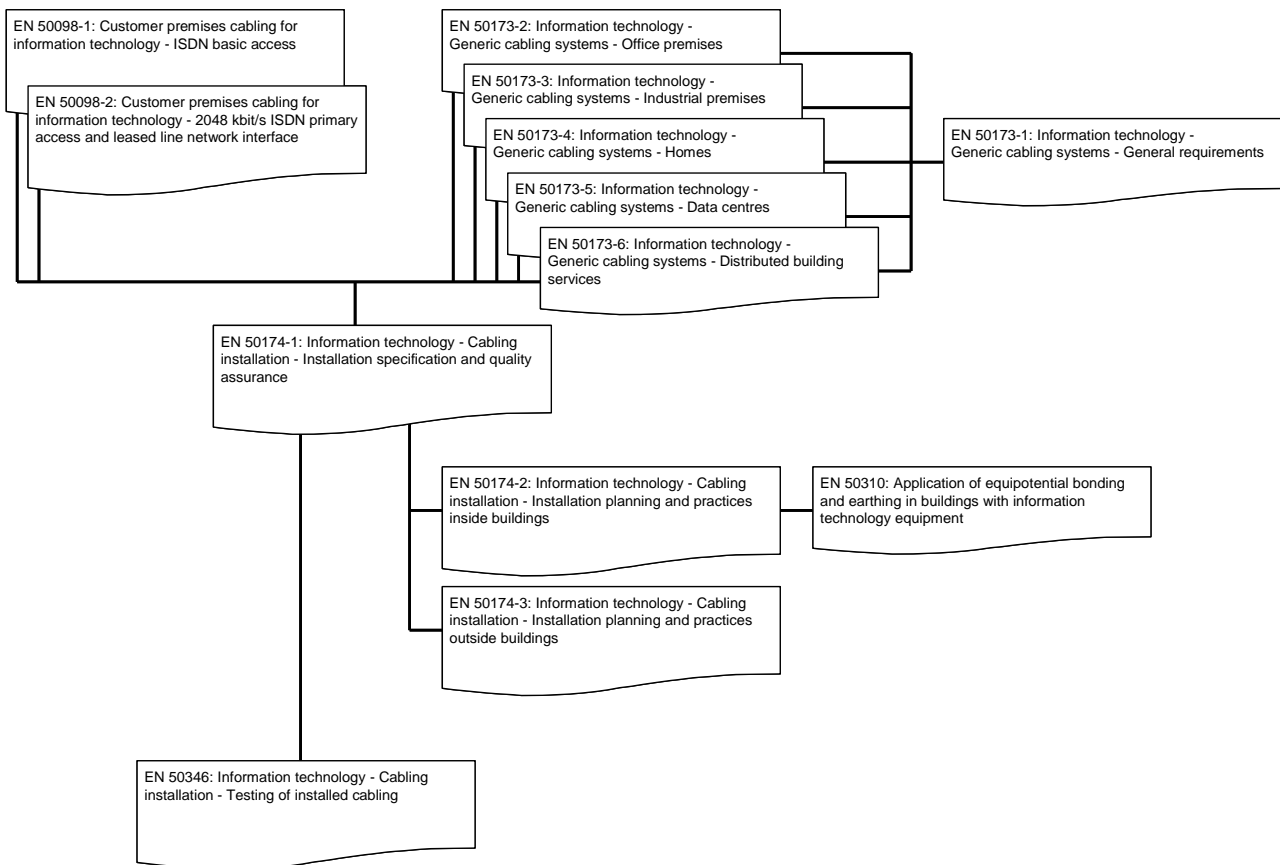 EN 50098-1: Customer premises cabling for
information technology - ISDN basic access
EN 50098-2: Customer premises cabling for
information technology - 2048 kbit/s ISDN primary
access and leased line network interface
EN 50173-2: Information technology -
Generic cabling systems - Office premises
EN 50173-3: Information technology -
Generic cabling systems - Industrial premises
EN 50173-4: Information technology -
Generic cabling systems - Homes
EN 50173-5: Information technology -
Generic cabling systems - Data centres
EN 50173-6: Information technology -
Generic cabling systems - Distributed building
services
EN 50173-1: Information technology -
Generic cabling systems - General requirements
EN 50174-1: Information technology - Cabling
installation - Installation specification and quality
assurance
EN 50174-2: Information technology - Cabling
installation - Installation planning and practices
inside buildings
EN 50310: Application of equipotential bonding
and earthing in buildings with information
technology equipment
EN 50174-3: Information technology - Cabling
installation - Installation planning and practices
outside buildings
EN 50346: Information technology - Cabling
installation - Testing of installed cabling